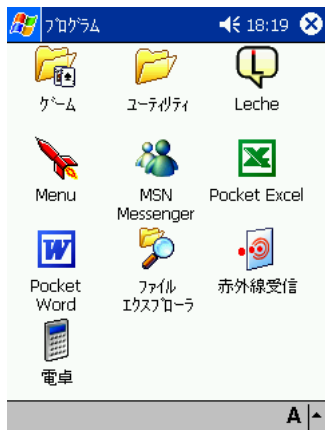 ﾌﾟﾛｸﾞﾗﾑ 18:19
ｹﾞｰﾑ ﾕｰﾃｨﾘﾃｨ Leche
Menu MSN Pocket Excel
Messenger
Pocket ﾌｧｲﾙ 赤外線受信
Word ｴｸｽﾌﾟﾛｰﾗ
電卓
A